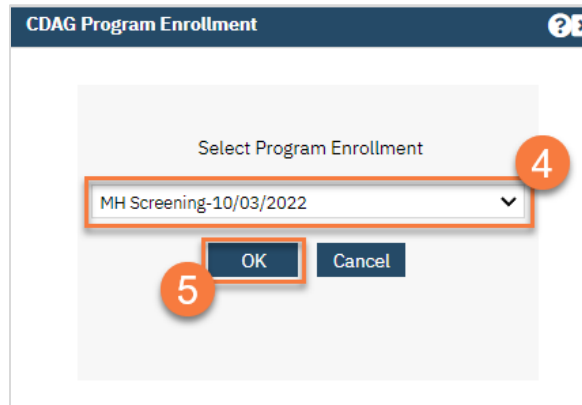 CDAG Program Enrollment ?
Select Program Enrollment
4
MH Screening-10/03/2022
OK Cancel
5